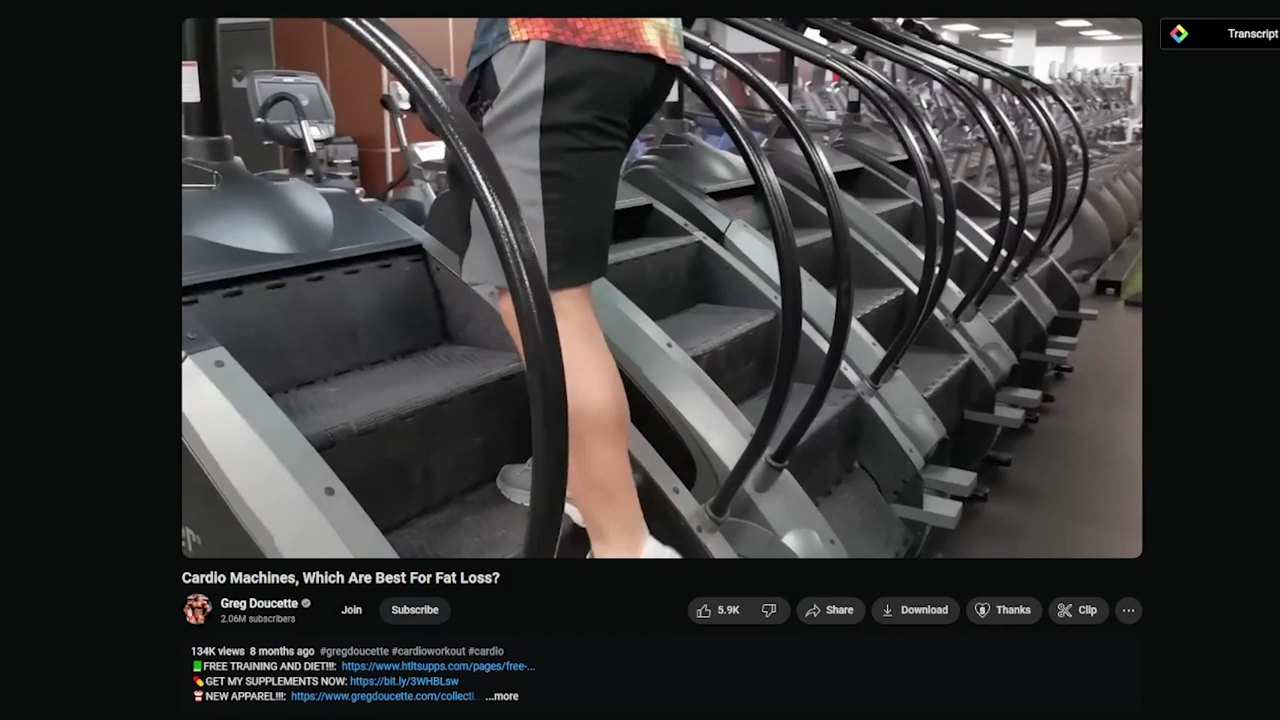 Transcript
Cardio Machines, Which Are Best For Fat Loss?
Greg Doucette
2.06M subscribers
Join
Subscribe
5.9K
Share
Download
Thanks
Clip
134K views 8 months ago #gregdoucette #cardioworkout #cardio
FREE TRAINING AND DIET!!!: https://www.htltsupps.com/pages/free-...
GET MY SUPPLEMENTS NOW: https://bit.ly/3WHBLsw
NEW APPAREL!!!: https://www.gregdoucette.com/collecti... ...more